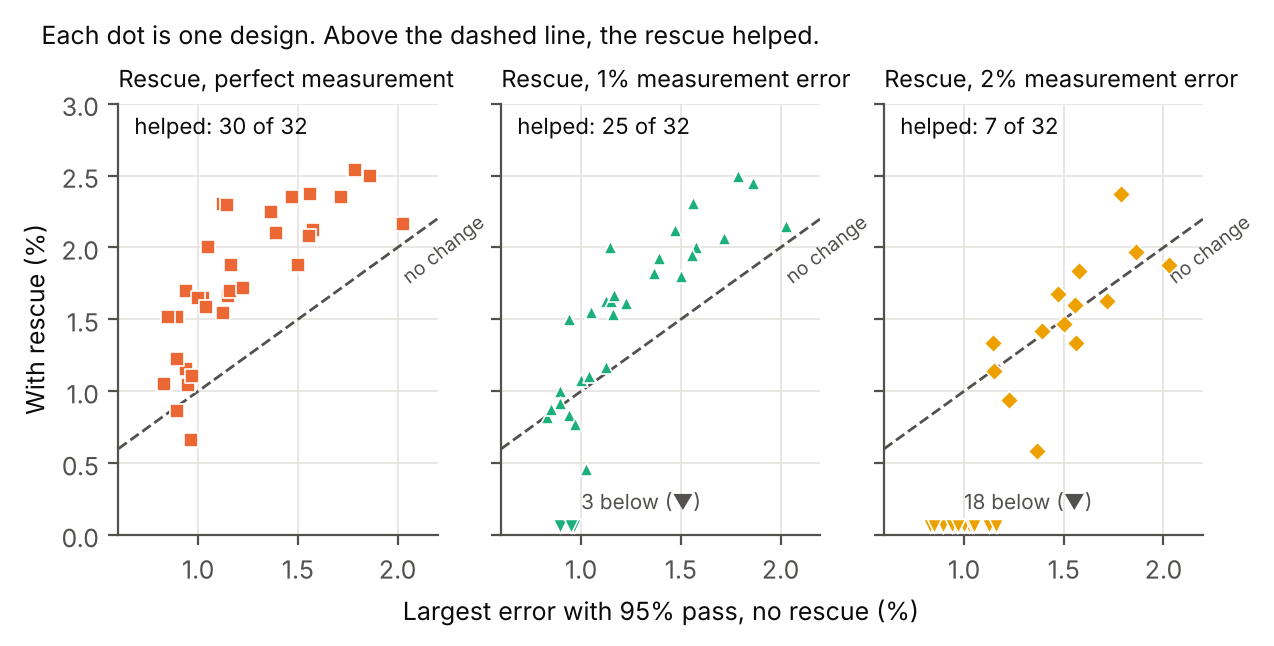 Each dot is one design. Above the dashed line, the rescue helped.
Rescue, perfect measurement
Rescue, 1% measurement error
Rescue, 2% measurement error
helped: 30 of 32
helped: 25 of 32
helped: 7 of 32
3.0
2.5
2.0
1.5
1.0
0.5
0.0
With rescue (%)
no change
no change
no change
3 below (▼)
18 below (▼)
1.0 1.5 2.0
1.0 1.5 2.0
1.0 1.5 2.0
Largest error with 95% pass, no rescue (%)